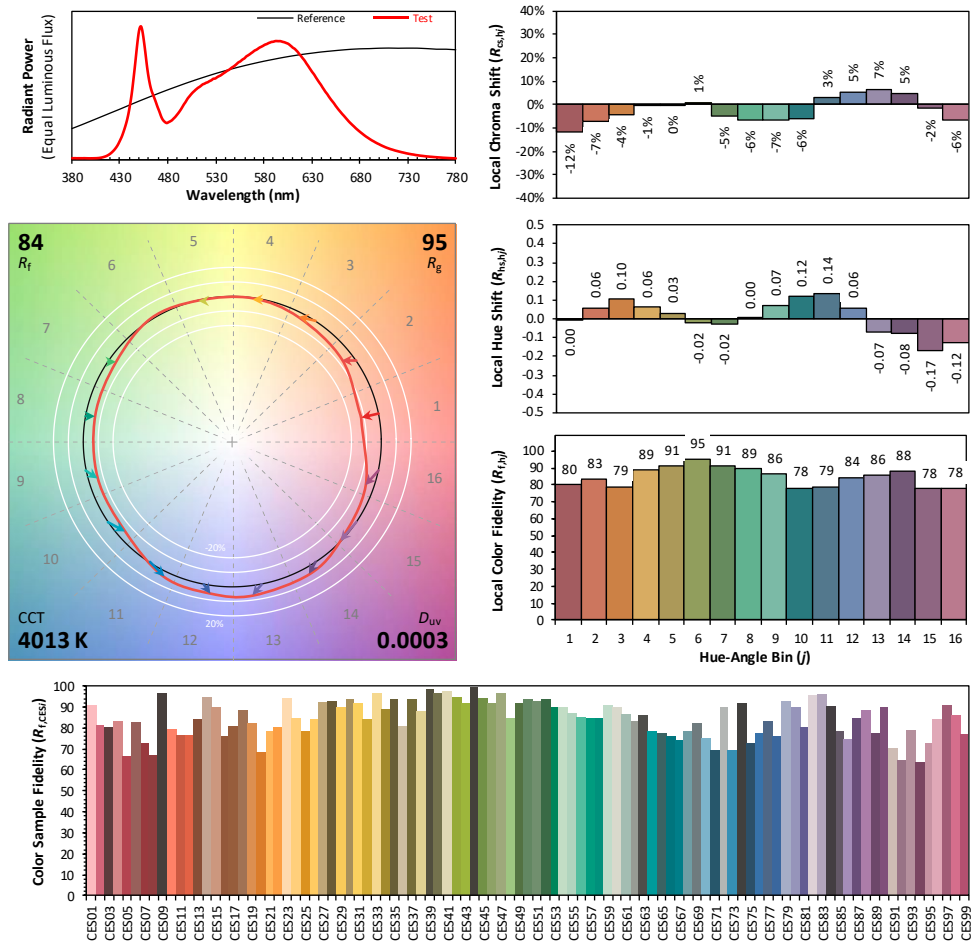 Reference
Test
Radiant Power
(Equal Luminous Flux)
380
430
480
530
580
630
680
730
780
Wavelength (nm)
Local Chroma Shift (Rcs,hj)
40%
30%
20%
10%
0%
-10%
-20%
-30%
-40%
-12%
-7%
-4%
-1%
0%
1%
-5%
-6%
-7%
-6%
3%
5%
7%
5%
-2%
-6%
84
Rf
95
Rg
5
4
6
3
7
2
8
1
9
16
10
15
11
14
12
13
-20%
20%
CCT
4013 K
Duv
0.0003
Local Hue Shift (Rhs,hj)
0.5
0.4
0.3
0.2
0.1
0.0
-0.1
-0.2
-0.3
-0.4
-0.5
0.00
0.06
0.10
0.06
0.03
-0.02
-0.02
0.00
0.07
0.12
0.14
0.06
-0.07
-0.08
-0.17
-0.12
Local Color Fidelity (Rf,hj)
100
90
80
70
60
50
40
30
20
10
0
80
83
79
89
91
95
91
89
86
78
79
84
86
88
78
78
1 2 3 4 5 6 7 8 9 10 11 12 13 14 15 16
Hue-Angle Bin (j)
Color Sample Fidelity (Rf,CESi)
100
90
80
70
60
50
40
30
20
10
0
CES01
CES03
CES05
CES07
CES09
CES11
CES13
CES15
CES17
CES19
CES21
CES23
CES25
CES27
CES29
CES31
CES33
CES35
CES37
CES39
CES41
CES43
CES45
CES47
CES49
CES51
CES53
CES55
CES57
CES59
CES61
CES63
CES65
CES67
CES69
CES71
CES73
CES75
CES77
CES79
CES81
CES83
CES85
CES87
CES89
CES91
CES93
CES95
CES97
CES99